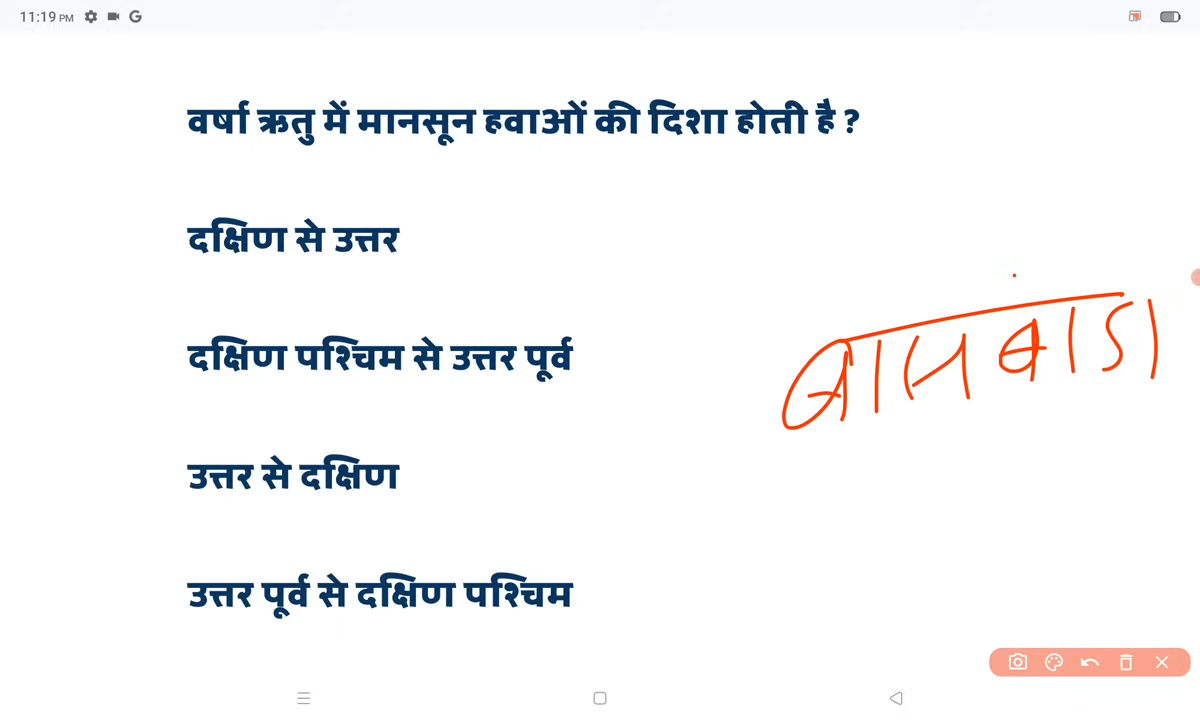 11:19 PM
वर्षा ऋतु में मानसून हवाओं की दिशा होती है ?
दक्षिण से उत्तर
दक्षिण पश्चिम से उत्तर पूर्व
उत्तर से दक्षिण
उत्तर पूर्व से दक्षिण पश्चिम